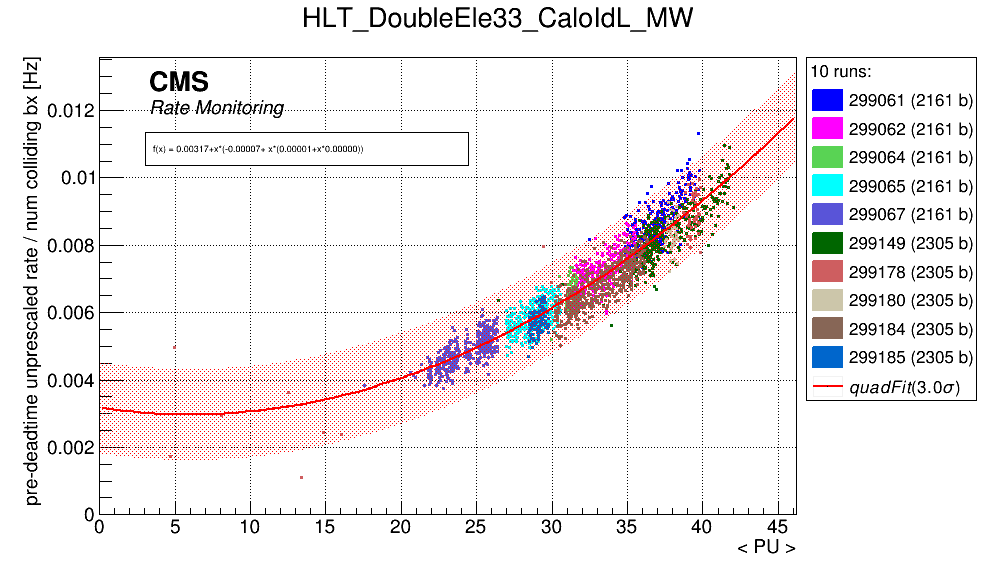 HLT_DoubleEle33_CaloIdL_MW
pre-deadtime unprescaled rate / num colliding bx [Hz]
CMS
Rate Monitoring
f(x) = 0.00317+x*(-0.00007+ x*(0.00001+x*0.00000))
0.012
0.01
0.008
0.006
0.004
0.002
0
0 5 10 15 20 25 30 35 40 45
< PU >
10 runs:
299061 (2161 b)
299062 (2161 b)
299064 (2161 b)
299065 (2161 b)
299067 (2161 b)
299149 (2305 b)
299178 (2305 b)
299180 (2305 b)
299184 (2305 b)
299185 (2305 b)
quadFit(3.0σ)